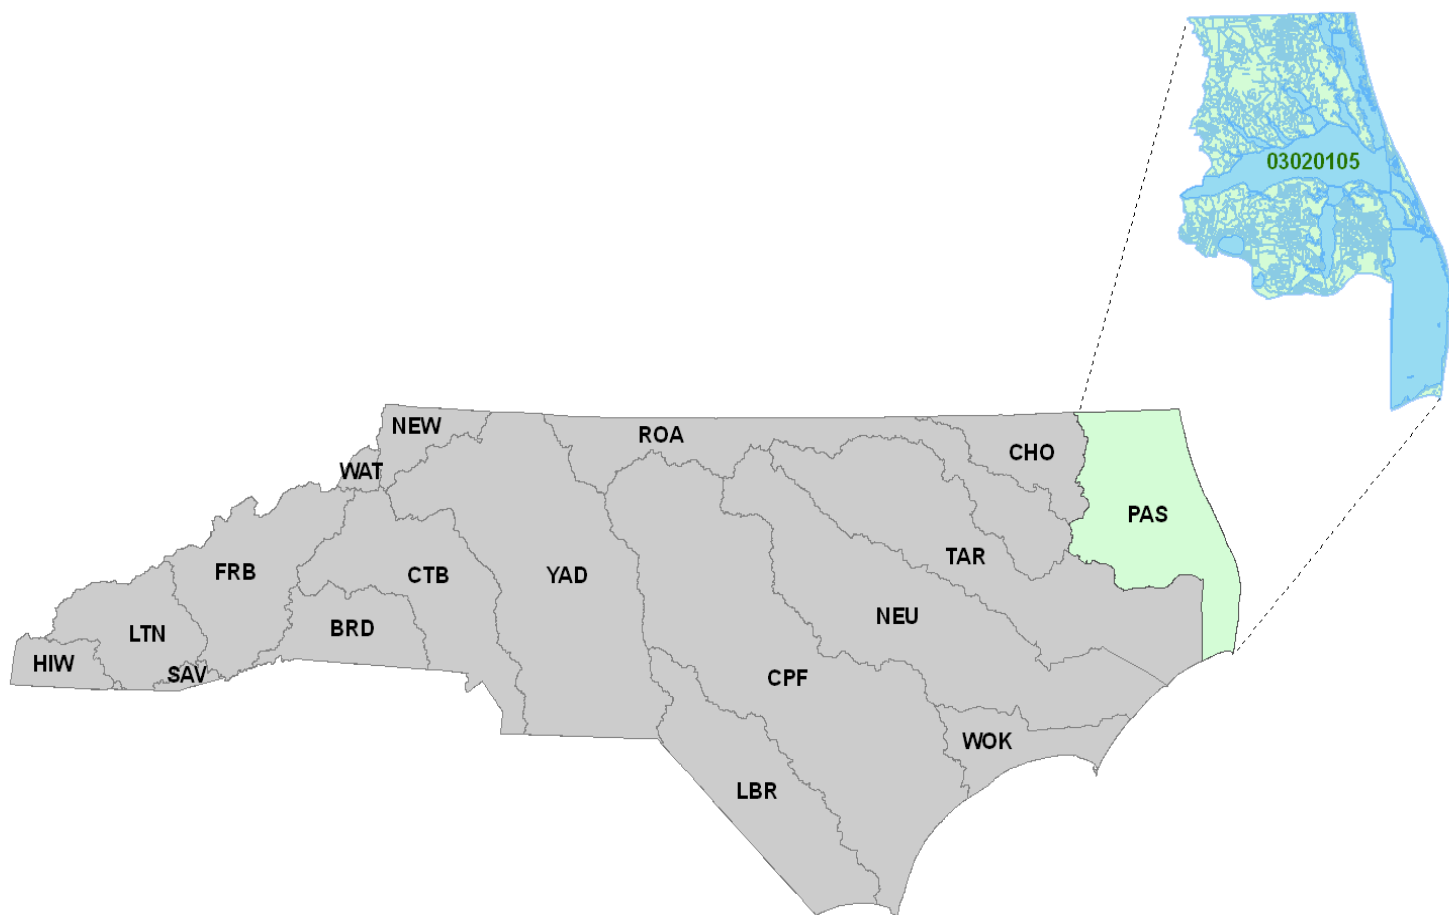 03020105
NEW
ROA
CHO
WAT
PAS
TAR
FRB
CTB
YAD
NEU
LTN
BRD
HIW
SAV
CPF
WOK
LBR